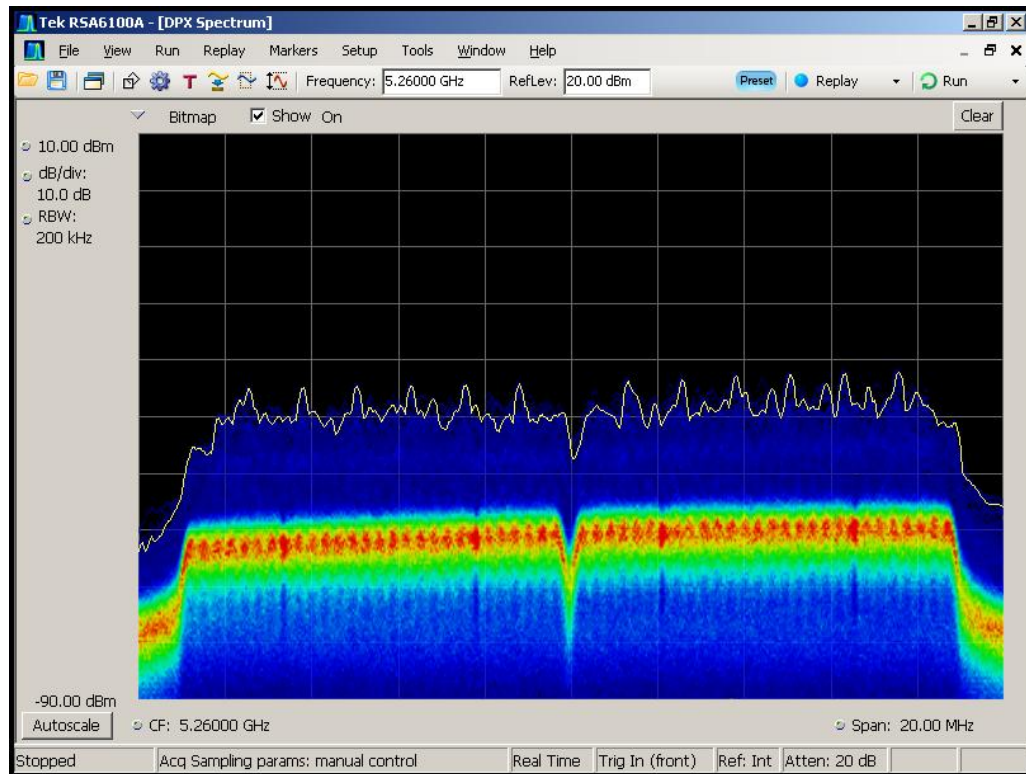 Tek RSA6100A - [DPX Spectrum]
File View Run Replay Markers Setup Tools Window Help
T Frequency: 5.26000 GHz RefLev: 20.00 dBm Preset Replay Run
Bitmap Show On Clear
10.00 dBm
dB/div:
10.0 dB
RBW:
200 kHz
-90.00 dBm
Autoscale CF: 5.26000 GHz Span: 20.00 MHz
Stopped Acq Sampling params: manual control Real Time Trig In (front) Ref: Int Atten: 20 dB